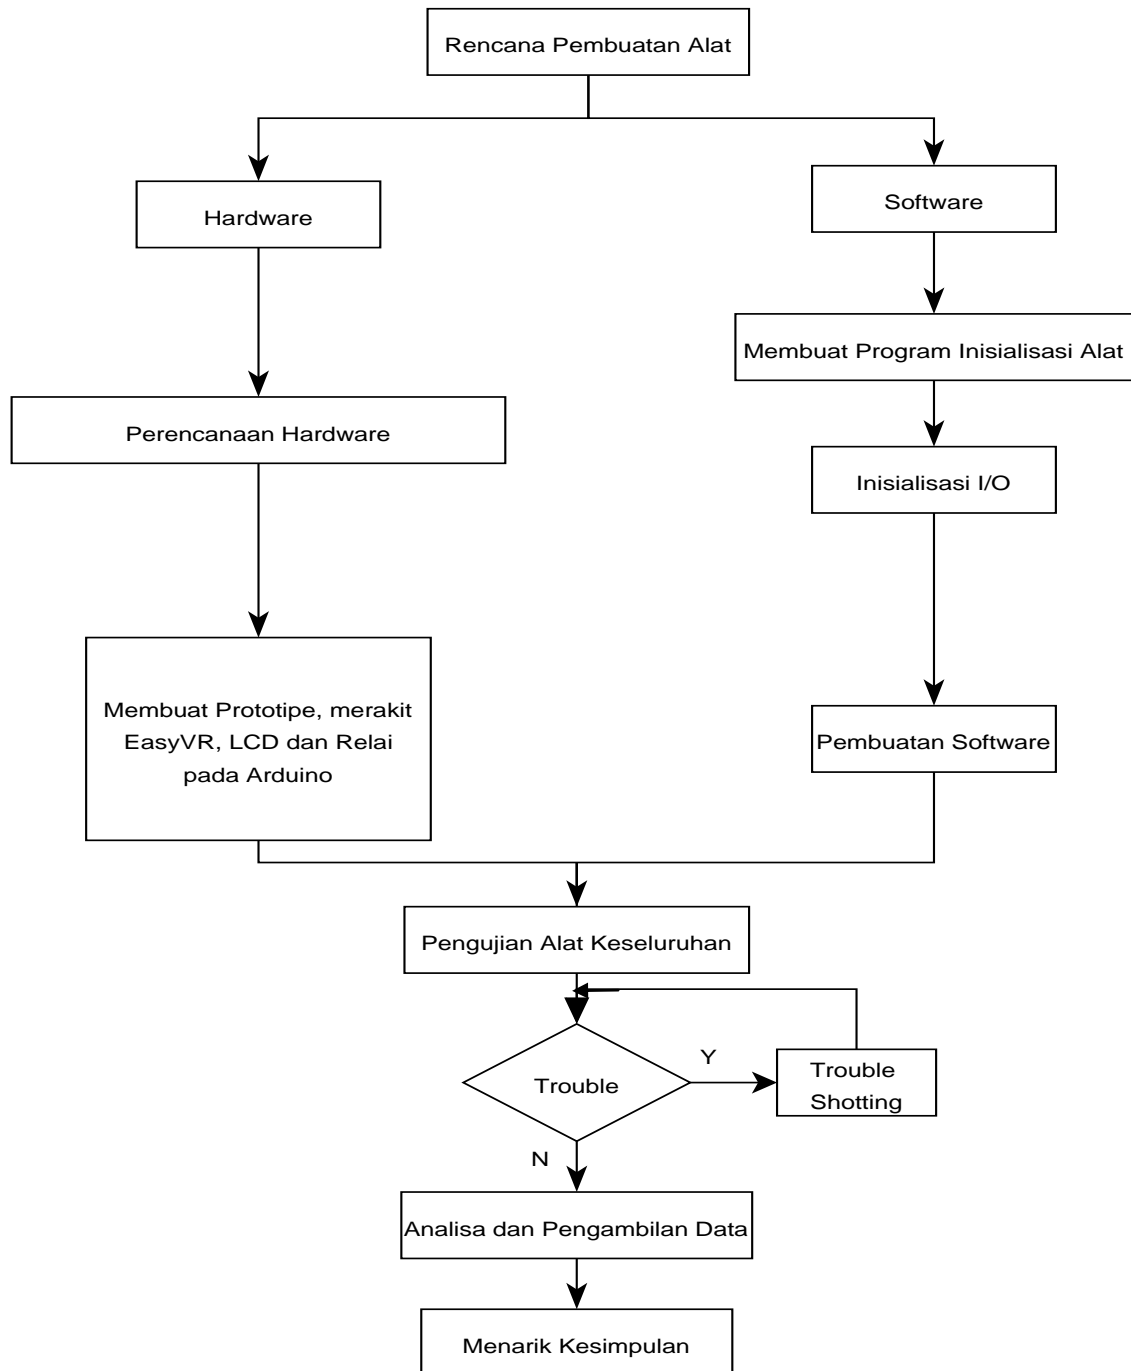 Rencana Pembuatan Alat
Hardware
Software
Membuat Program Inisialisasi Alat
Perencanaan Hardware
Inisialisasi I/O
Membuat Prototipe, merakit
EasyVR, LCD dan Relai
pada Arduino
Pembuatan Software
Pengujian Alat Keseluruhan
Trouble
Y
Trouble
Shotting
N
Analisa dan Pengambilan Data
Menarik Kesimpulan